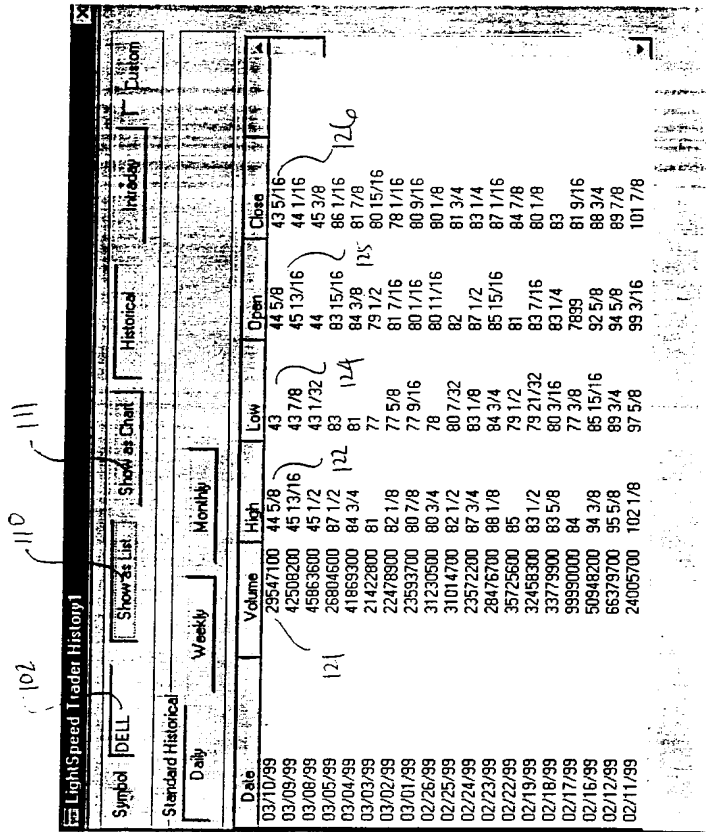 102 110 111
LightSpeed Trader History1
Symbol DELL Show as List Show as Chart Historical Intraday Custom
Standard Historical
Daily Weekly Monthly
Date Volume High Low Open Close
03/10/99 29547100 44 5/8 43 44 5/8 43 5/16
03/09/99 42508200 45 13/16 43 7/8 45 13/16 44 1/16
03/08/99 45863600 45 1/2 43 1/32 44 45 3/8
03/05/99 26804600 87 1/2 83 83 15/16 86 1/16
03/04/99 41869300 84 3/4 81 84 3/8 81 7/8
03/03/99 21422800 81 77 79 1/2 80 15/16
03/02/99 22478900 82 1/8 77 5/8 81 7/16 78 1/16
03/01/99 23593700 80 7/8 77 9/16 80 1/16 80 9/16
02/26/99 31230500 80 3/4 78 80 11/16 80 1/8
02/25/99 31014700 82 1/2 80 7/32 82 81 3/4
02/24/99 23572200 87 3/4 83 1/8 87 1/2 83 1/4
02/23/99 28476700 88 1/8 84 3/4 85 15/16 87 1/16
02/22/99 35725600 85 79 1/2 81 84 7/8
02/19/99 32458300 83 1/2 79 21/32 83 7/16 80 1/8
02/18/99 33779900 83 5/8 80 3/16 83 1/4 83
02/17/99 99990000 84 77 3/8 7899 81 9/16
02/16/99 50948200 94 3/8 85 15/16 92 5/8 88 3/4
02/12/99 66379700 95 5/8 89 3/4 94 5/8 89 7/8
02/11/99 24005700 102 1/8 97 5/8 99 3/16 101 7/8
121 122 124 125 126